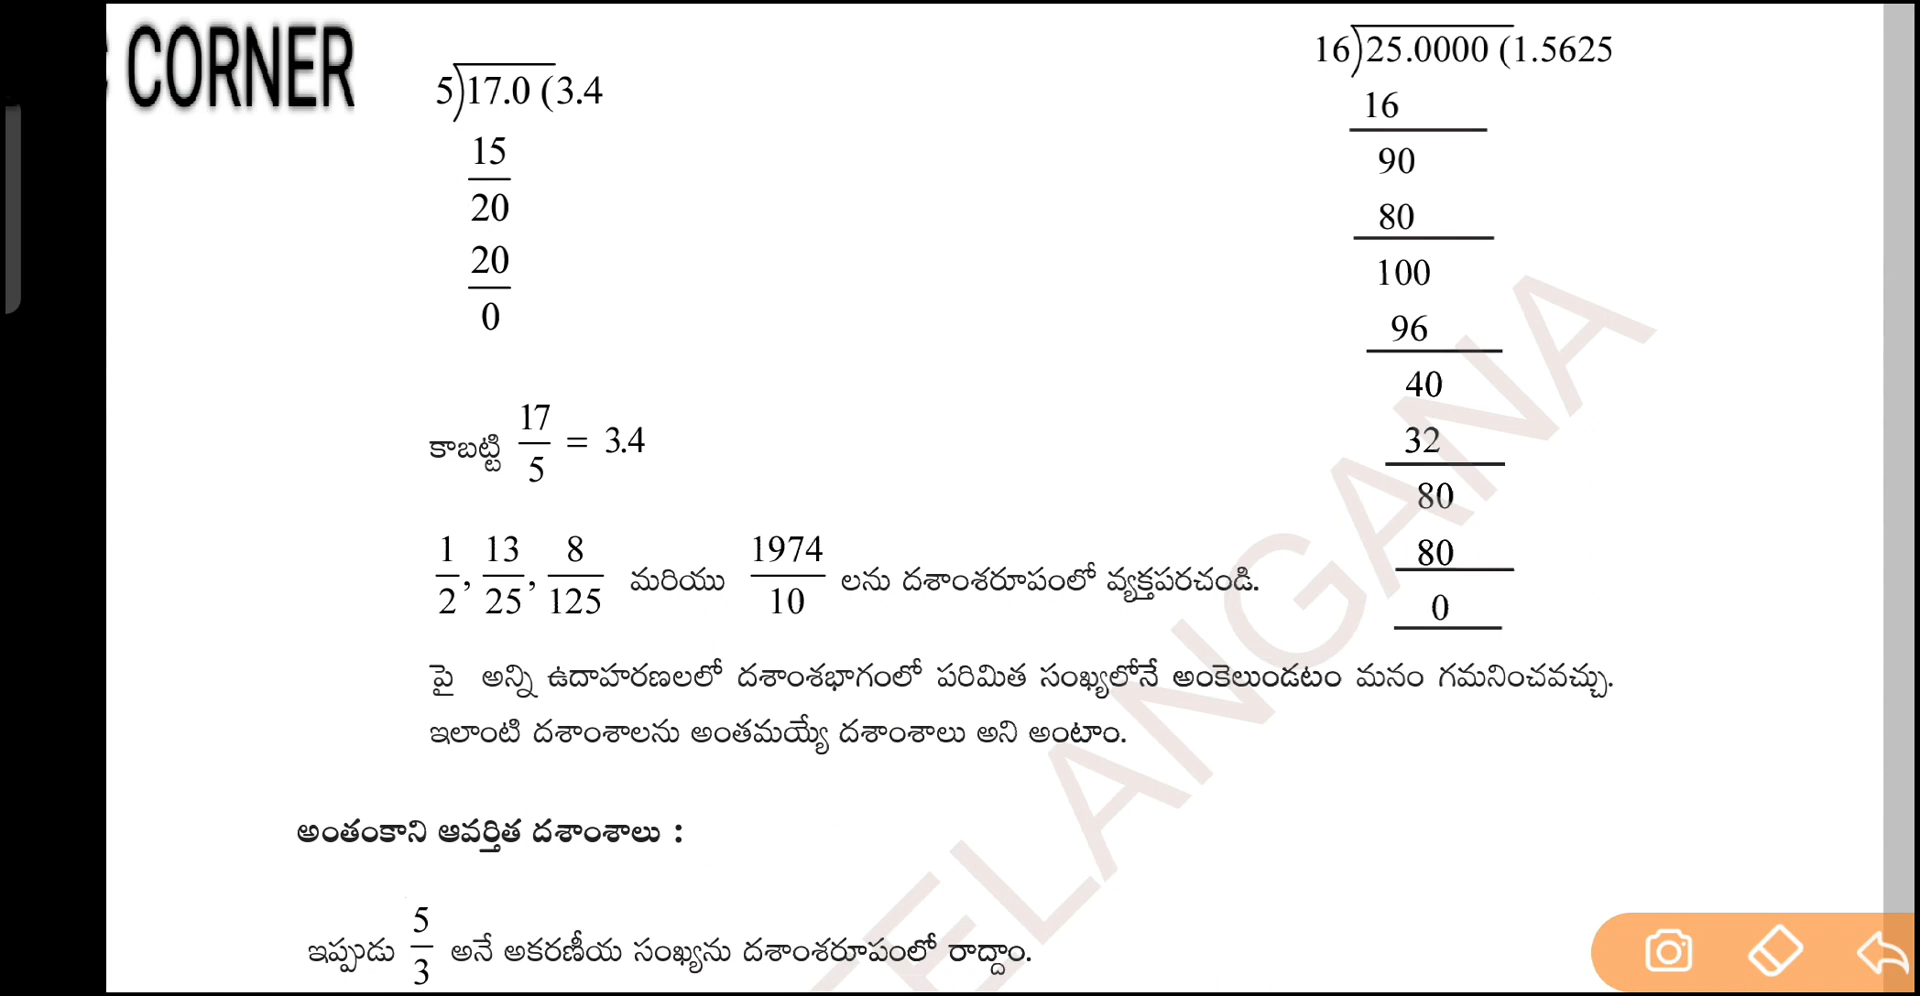 CORNER
5)17.0 (3.4
15
20
20
0
16)25.0000 (1.5625
16
90
80
100
96
40
32
80
80
0
కాబట్టి 17/5 = 3.4
1/2, 13/25, 8/125 మరియు 1974/10 లను దశాంశరూపంలో వ్యక్తపరచండి.
పై అన్ని ఉదాహరణలలో దశాంశభాగంలో పరిమిత సంఖ్యలోనే అంకెలుండటం మనం గమనించవచ్చు.
ఇలాంటి దశాంశాలను అంతమయ్యే దశాంశాలు అని అంటాం.
అంతంకాని ఆవర్తిత దశాంశాలు :
ఇప్పుడు 5/3 అనే అకరణీయ సంఖ్యను దశాంశరూపంలో రాద్దాం.
TELANGANA